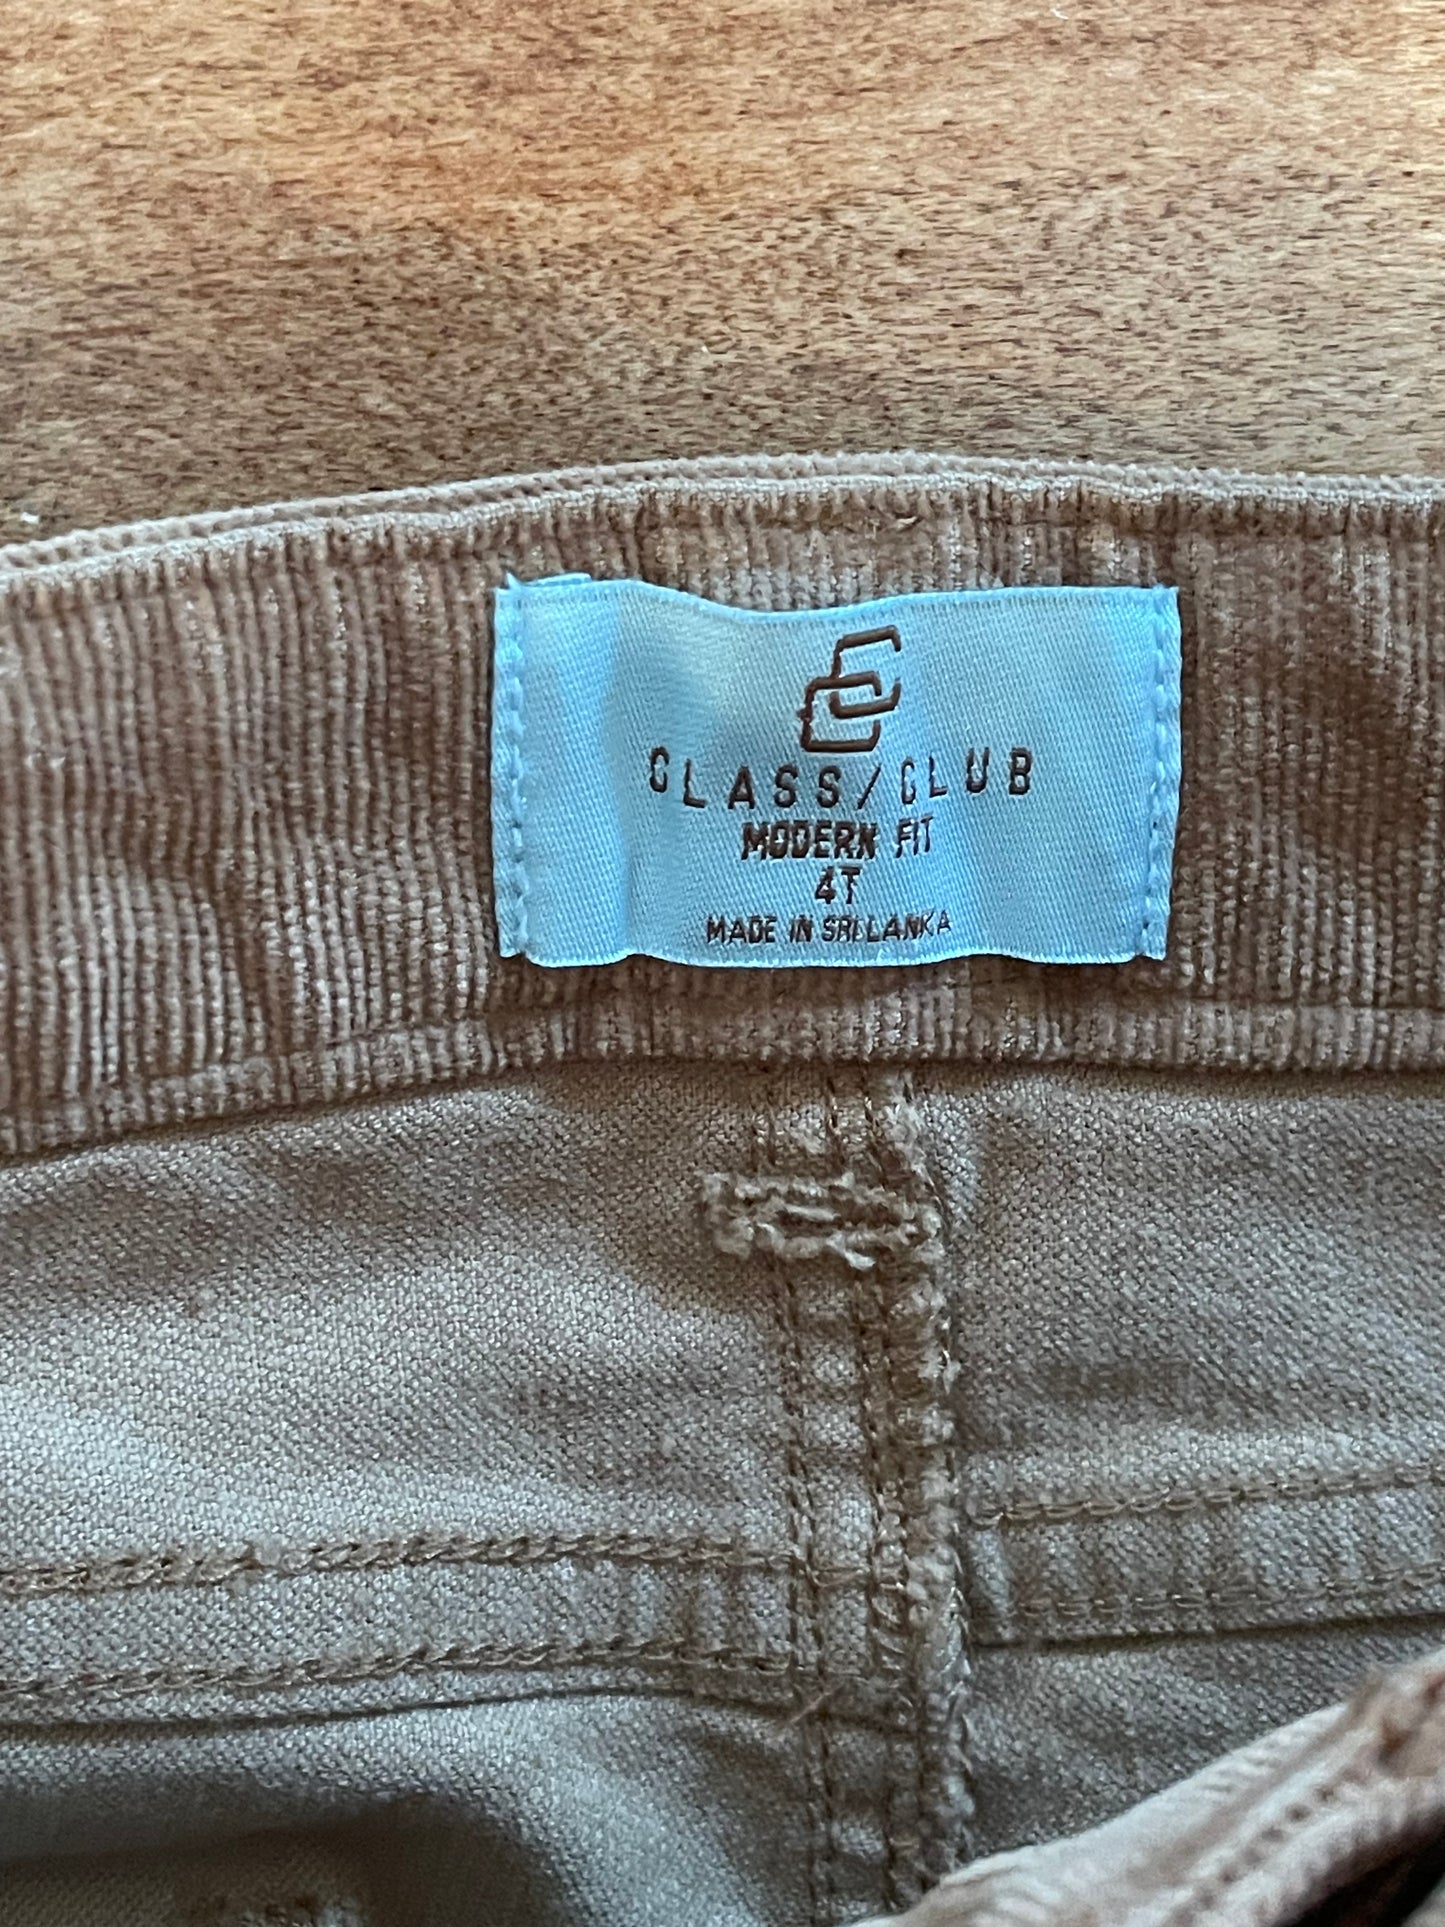 CLASS/CLUB
MODERN FIT
4T
MADE IN SRI LANKA